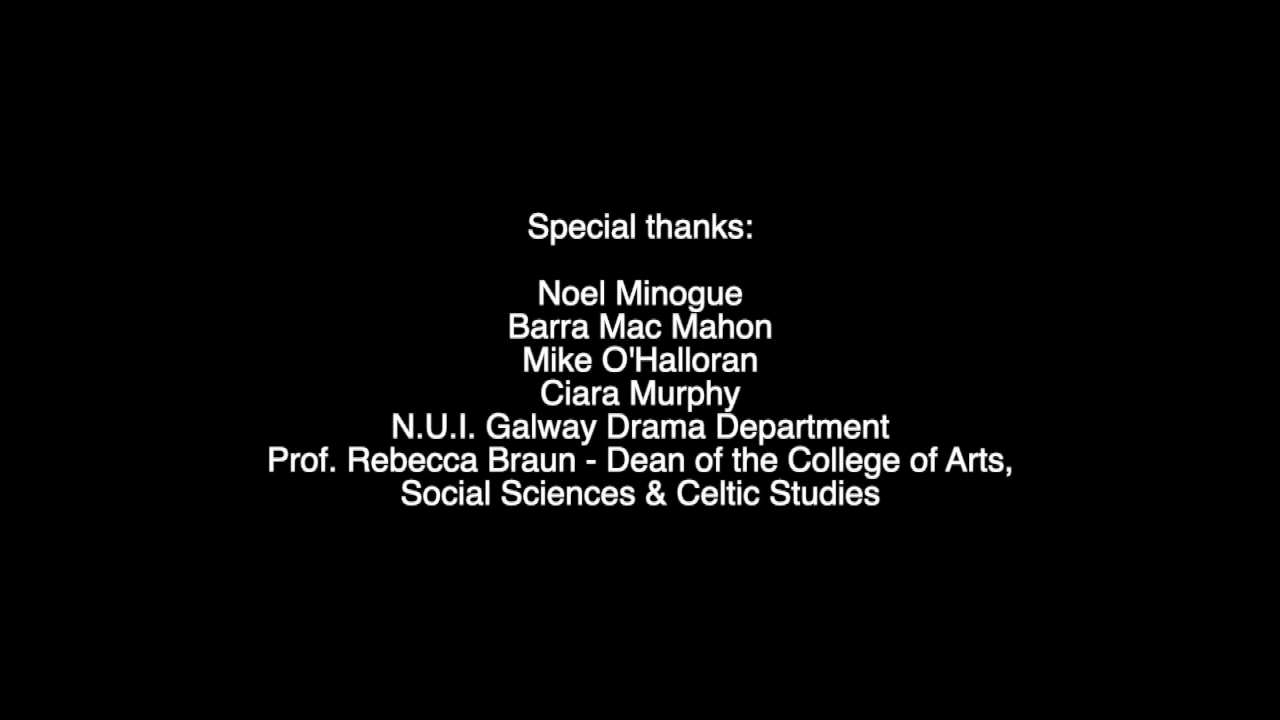 Special thanks:
Noel Minogue
Barra Mac Mahon
Mike O'Halloran
Ciara Murphy
N.U.I. Galway Drama Department
Prof. Rebecca Braun - Dean of the College of Arts,
Social Sciences & Celtic Studies